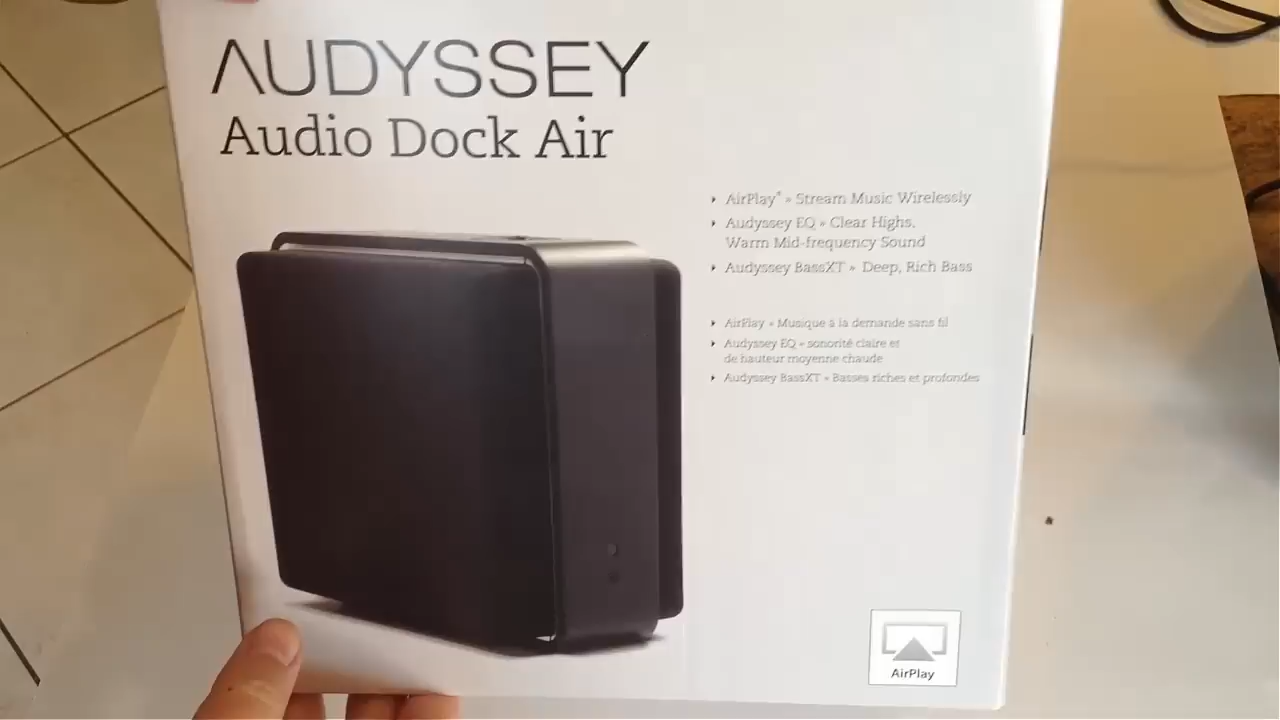 AUDYSSEY
Audio Dock Air
AirPlay® » Stream Music Wirelessly
Audyssey EQ » Clear Highs,
Warm Mid-frequency Sound
Audyssey BassXT » Deep, Rich Bass
AirPlay » Musique à la demande sans fil
Audyssey EQ » sonorité claire et
de hauteur moyenne chaude
Audyssey BassXT » Basses riches et profondes
AirPlay